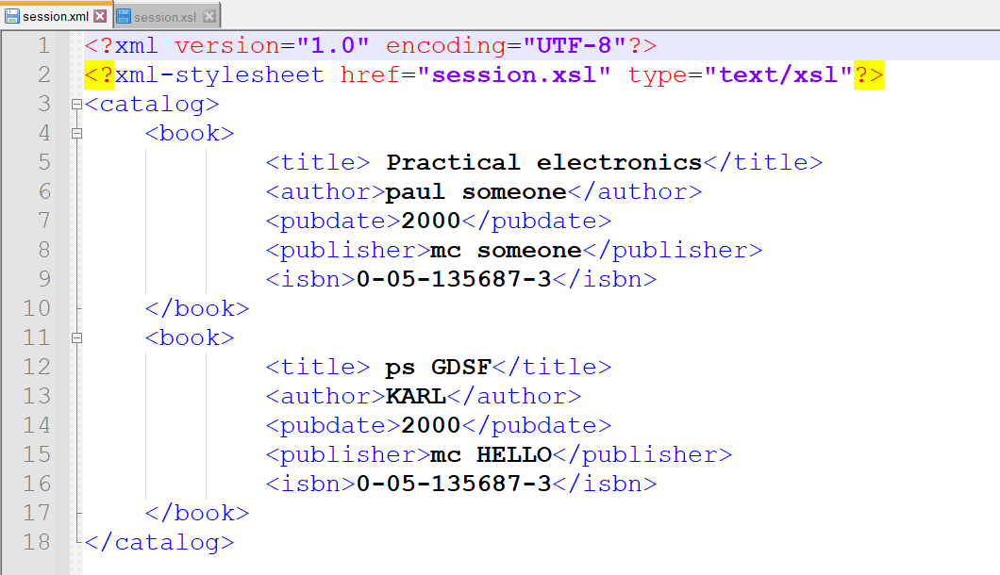 session.xml session.xsl
1 <?xml version="1.0" encoding="UTF-8"?>
2 <?xml-stylesheet href="session.xsl" type="text/xsl"?>
3 <catalog>
4 <book>
5 <title> Practical electronics</title>
6 <author>paul someone</author>
7 <pubdate>2000</pubdate>
8 <publisher>mc someone</publisher>
9 <isbn>0-05-135687-3</isbn>
10 </book>
11 <book>
12 <title> ps GDSF</title>
13 <author>KARL</author>
14 <pubdate>2000</pubdate>
15 <publisher>mc HELLO</publisher>
16 <isbn>0-05-135687-3</isbn>
17 </book>
18 </catalog>